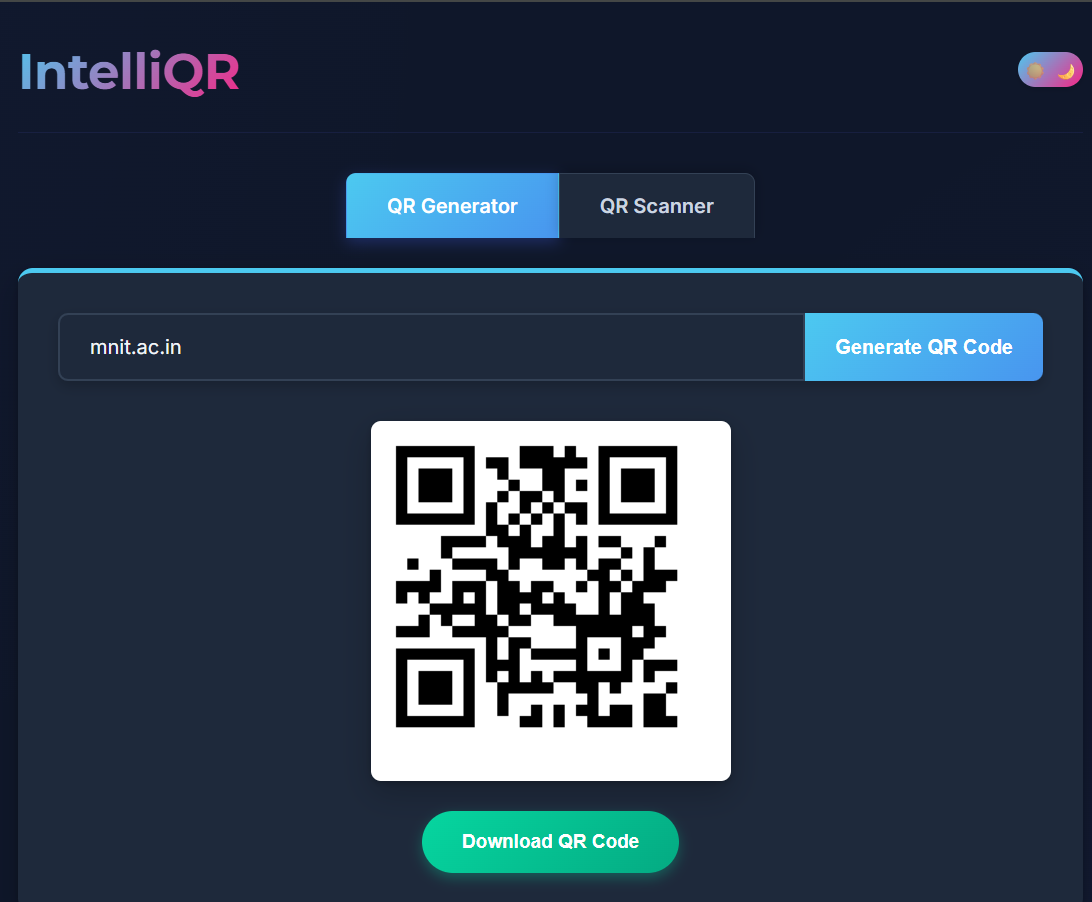 IntelliQR
QR Generator
QR Scanner
mnit.ac.in
Generate QR Code
Download QR Code